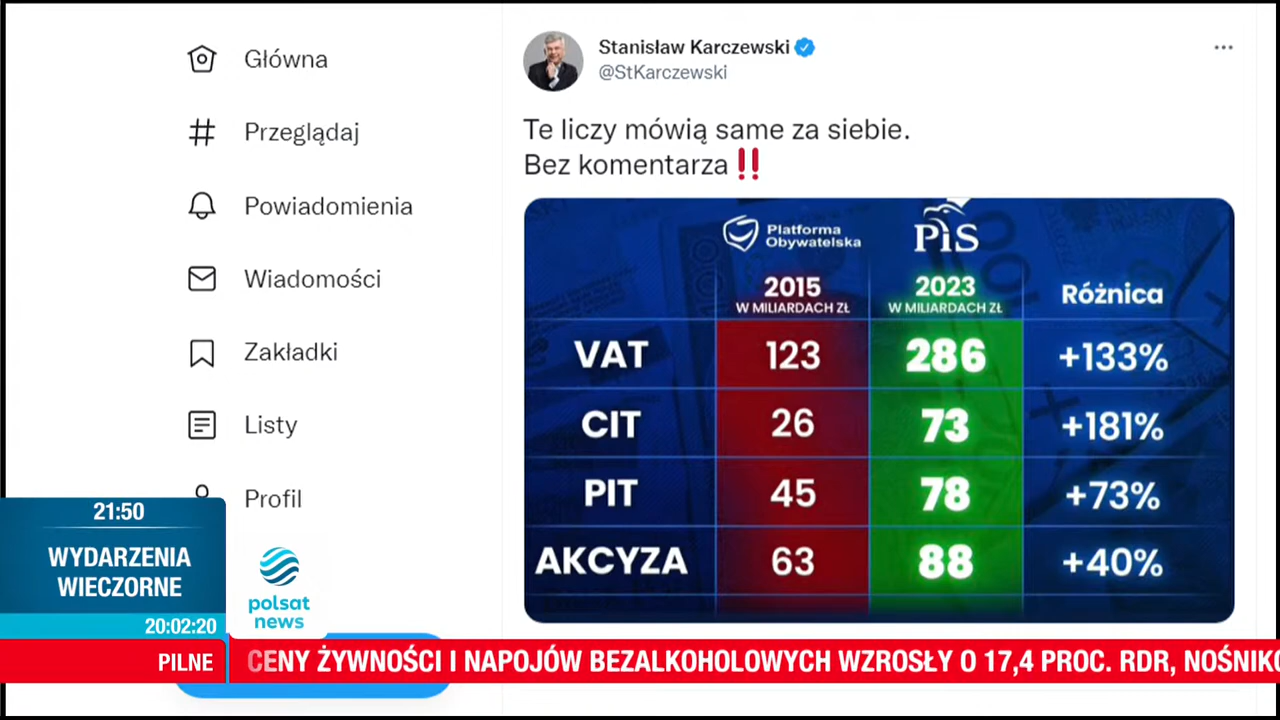 Główna
Przeglądaj
Powiadomienia
Wiadomości
Zakładki
Listy
Profil
Stanisław Karczewski
@StKarczewski
Te liczy mówią same za siebie.
Bez komentarza‼️
Platforma
Obywatelska
PiS
2015
W MILIARDACH ZŁ
2023
W MILIARDACH ZŁ
Różnica
VAT 123 286 +133%
CIT 26 73 +181%
PIT 45 78 +73%
AKCYZA 63 88 +40%
21:50
WYDARZENIA
WIECZORNE
20:02:20
polsat
news
PILNE CENY ŻYWNOŚCI I NAPOJÓW BEZALKOHOLOWYCH WZROSŁY O 17,4 PROC. RDR,